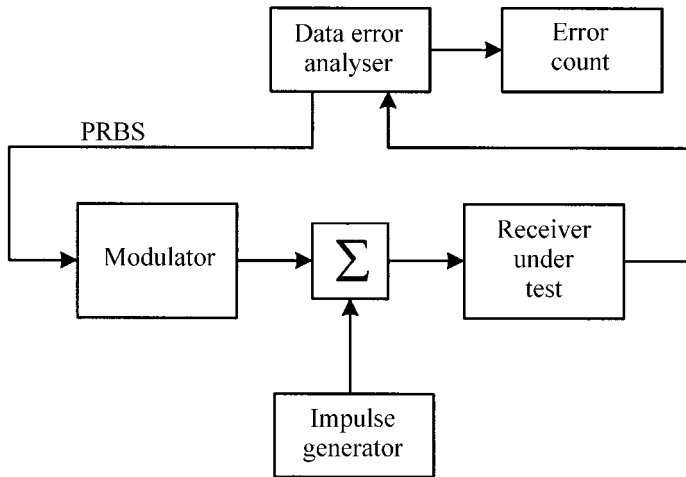 Data error
analyser
Error
count
PRBS
Modulator
Σ
Receiver
under
test
Impulse
generator